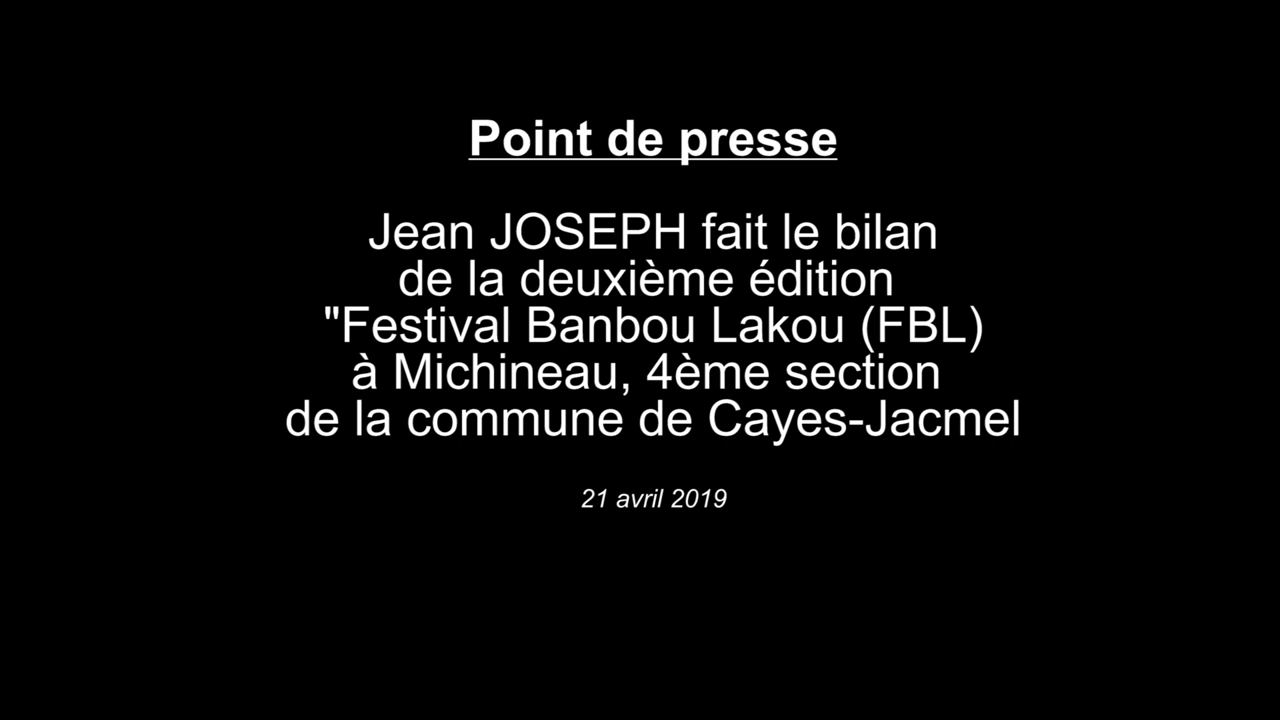 Point de presse
Jean JOSEPH fait le bilan
de la deuxième édition
"Festival Banbou Lakou (FBL)
à Michineau, 4ème section
de la commune de Cayes-Jacmel
21 avril 2019